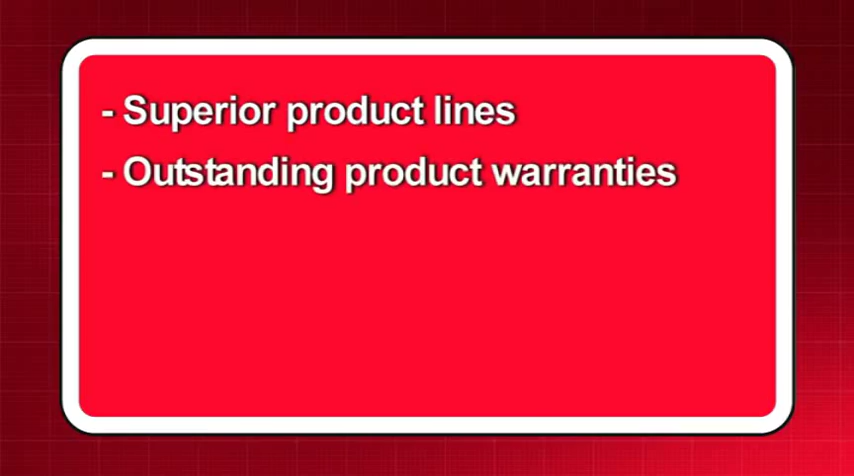 - Superior product lines
- Outstanding product warranties